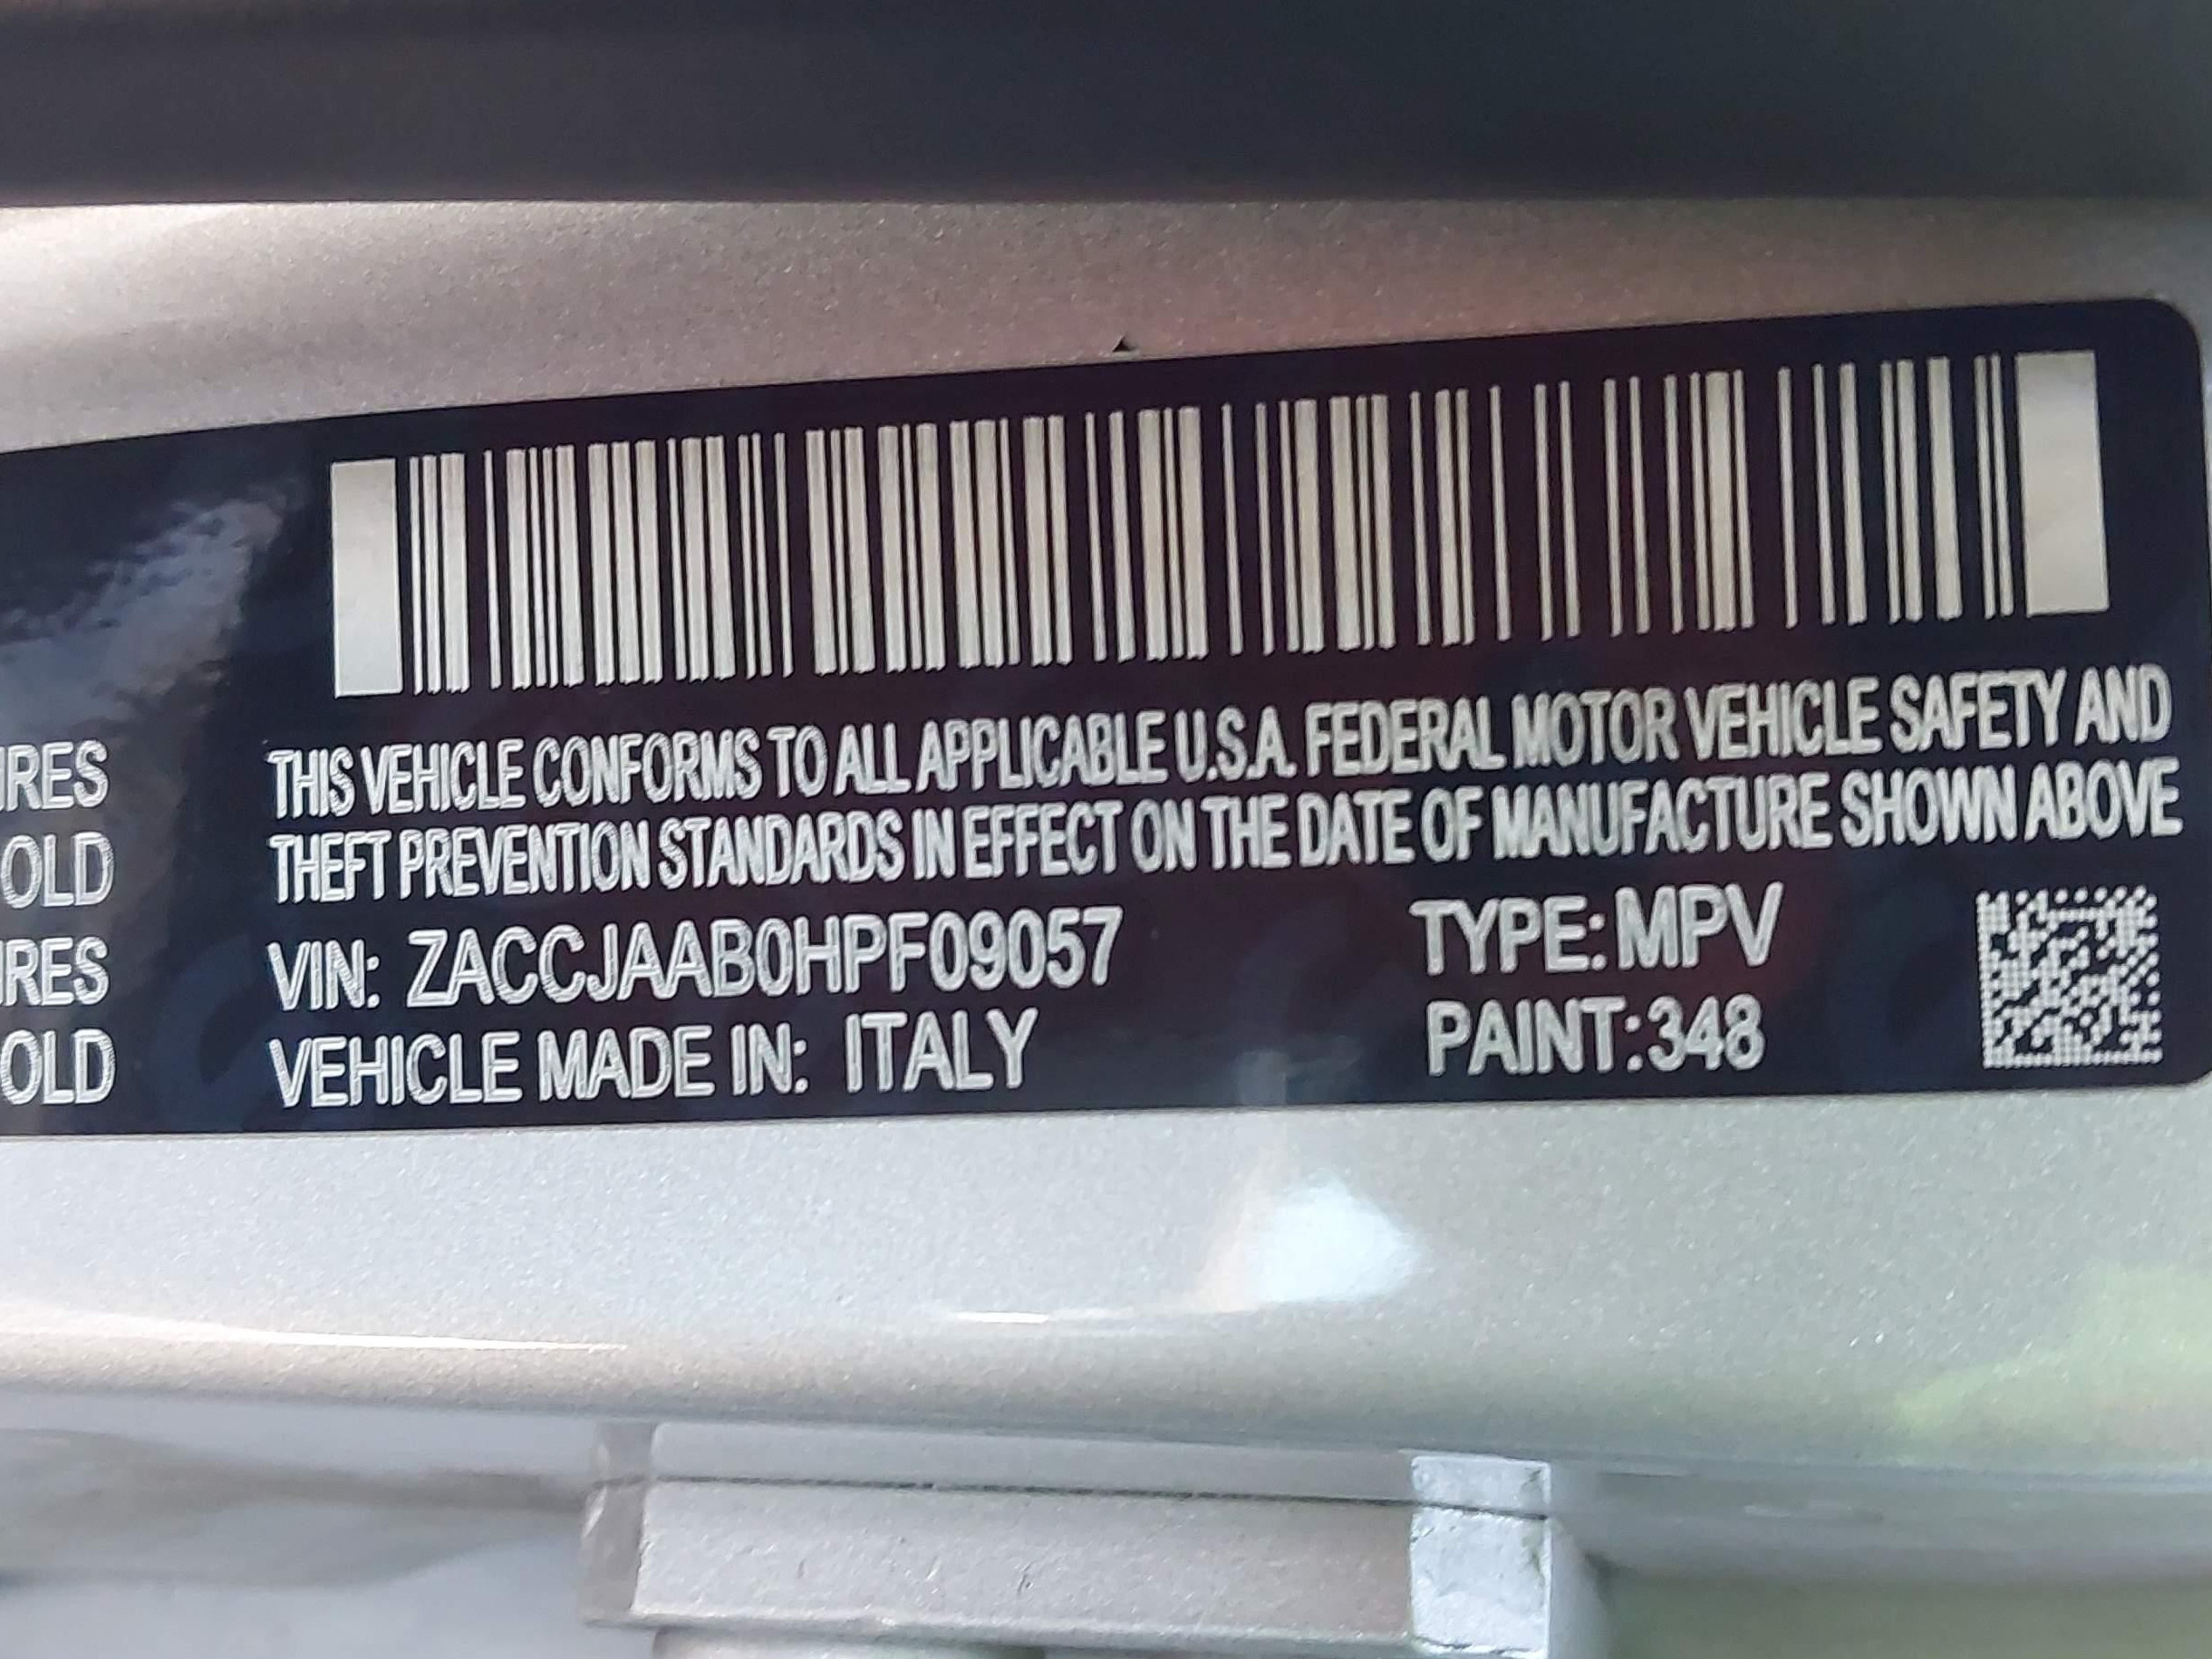 THIS VEHICLE CONFORMS TO ALL APPLICABLE U.S.A. FEDERAL MOTOR VEHICLE SAFETY AND
IRES
THEFT PREVENTION STANDARDS IN EFFECT ON THE DATE OF MANUFACTURE SHOWN ABOVE
OLD
VIN: ZACCJAAB0HPF09057 TYPE: MPV
IRES
VEHICLE MADE IN: ITALY PAINT: 348
OLD